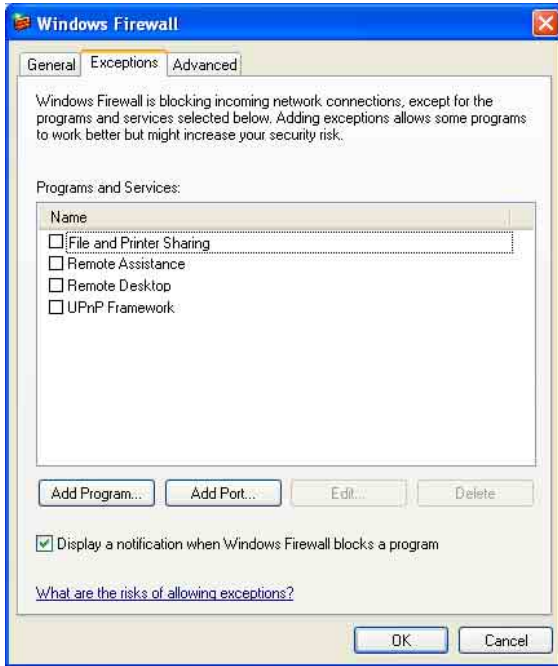 Windows Firewall
General
Exceptions
Advanced
Windows Firewall is blocking incoming network connections, except for the
programs and services selected below. Adding exceptions allows some programs
to work better but might increase your security risk.
Programs and Services:
Name
File and Printer Sharing
Remote Assistance
Remote Desktop
UPnP Framework
Add Program...
Add Port...
Edit...
Delete
Display a notification when Windows Firewall blocks a program
What are the risks of allowing exceptions?
OK
Cancel